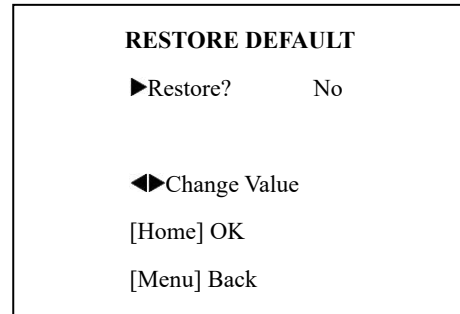 RESTORE DEFAULT
▶Restore? No
◀▶Change Value
[Home] OK
[Menu] Back